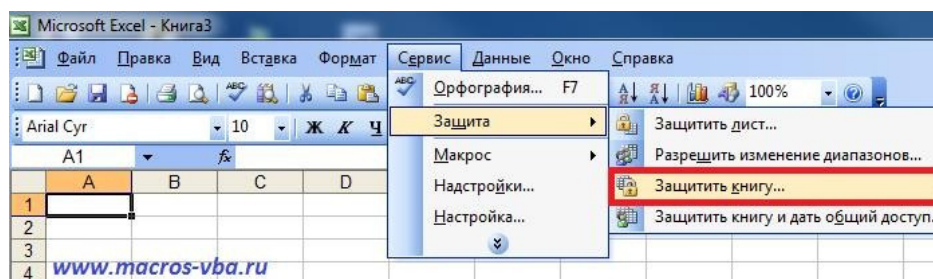 Microsoft Excel - Книга3
Файл Правка Вид Вставка Формат Сервис Данные Окно Справка
ABC ABC Орфография... F7 100%
Arial Cyr 10 Ж К Ч Защита Защитить лист...
A1 fx Макрос Разрешить изменение диапазонов...
A B C D Надстройки... Защитить книгу...
1 Настройка... Защитить книгу и дать общий доступ.
2
3
4 www.macros-vba.ru